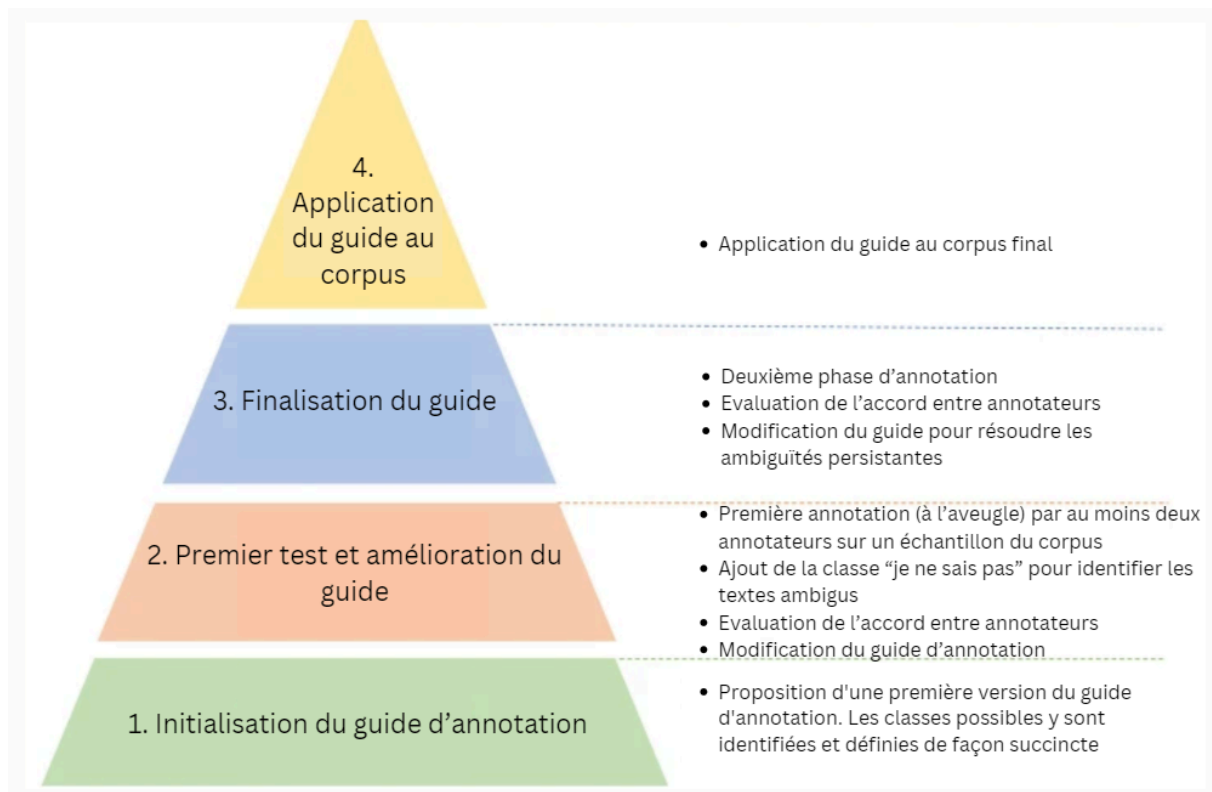 4.
Application
du guide au
corpus
• Application du guide au corpus final
3. Finalisation du guide
• Deuxième phase d’annotation
• Evaluation de l’accord entre annotateurs
• Modification du guide pour résoudre les
ambiguïtés persistantes
2. Premier test et amélioration du
guide
• Première annotation (à l’aveugle) par au moins deux
annotateurs sur un échantillon du corpus
• Ajout de la classe “je ne sais pas” pour identifier les
textes ambigus
• Evaluation de l’accord entre annotateurs
• Modification du guide d’annotation
1. Initialisation du guide d’annotation
• Proposition d'une première version du guide
d'annotation. Les classes possibles y sont
identifiées et définies de façon succincte